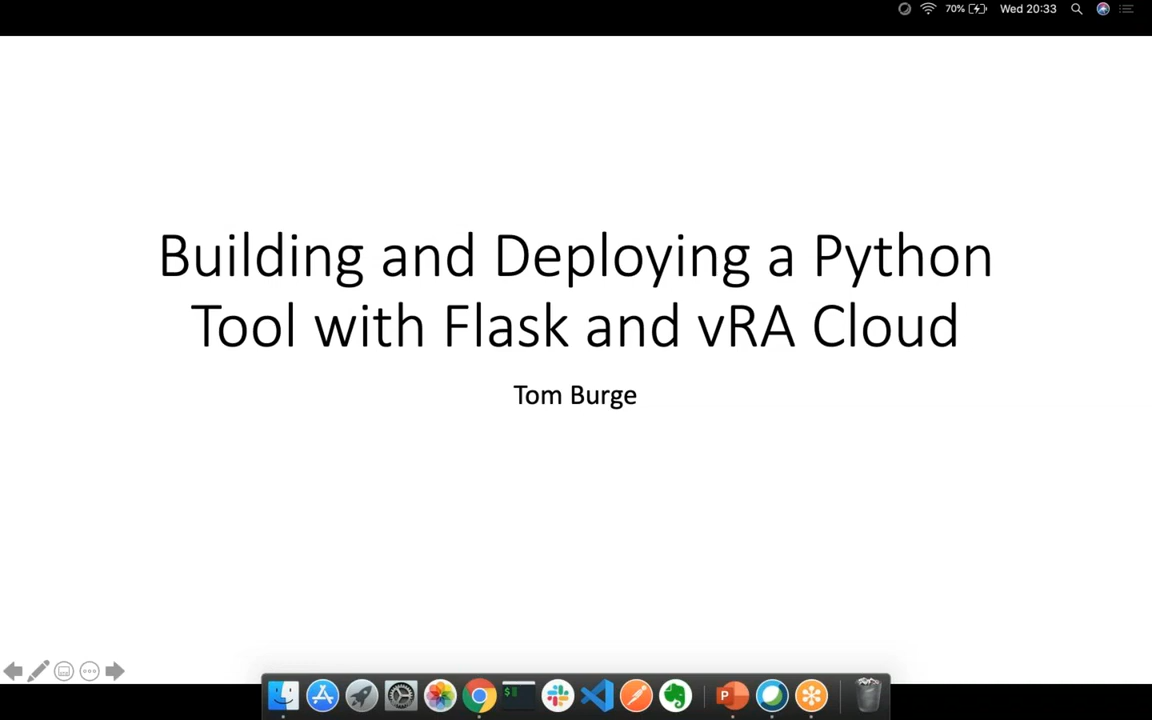 70% Wed 20:33
Building and Deploying a Python
Tool with Flask and vRA Cloud
Tom Burge